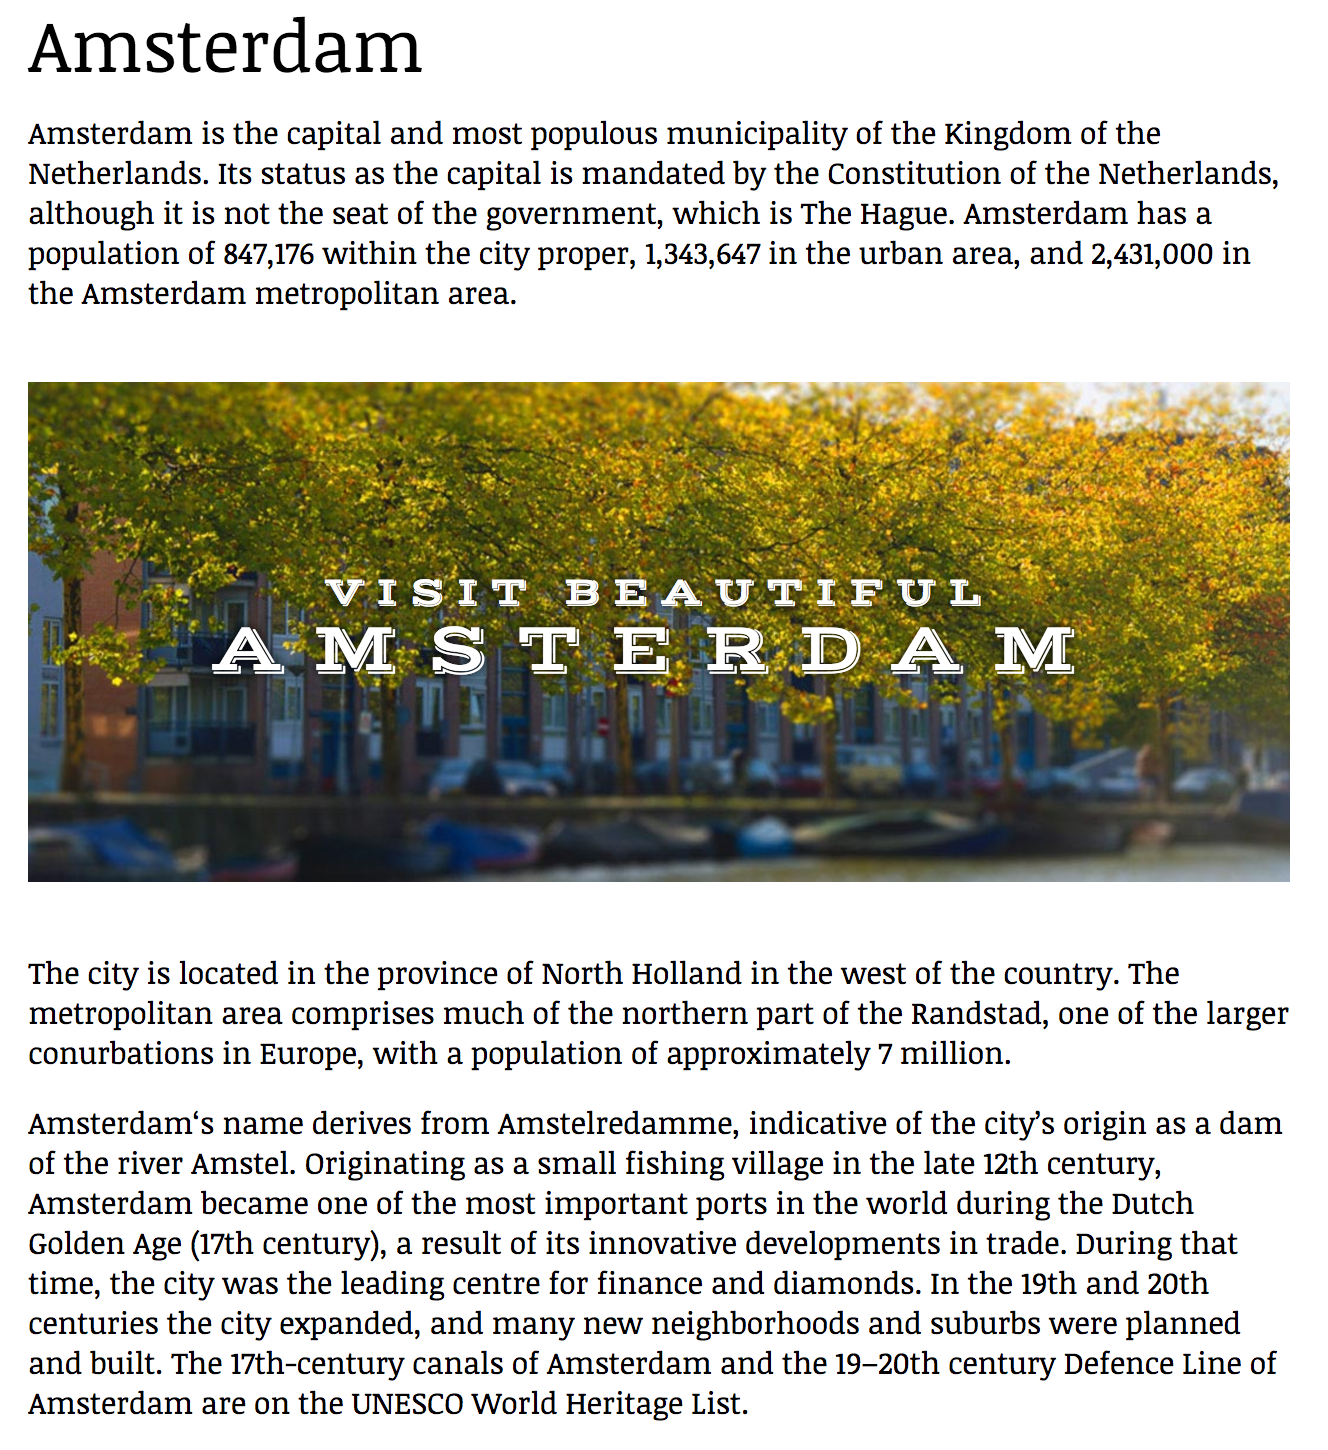 Amsterdam
Amsterdam is the capital and most populous municipality of the Kingdom of the
Netherlands. Its status as the capital is mandated by the Constitution of the Netherlands,
although it is not the seat of the government, which is The Hague. Amsterdam has a
population of 847,176 within the city proper, 1,343,647 in the urban area, and 2,431,000 in
the Amsterdam metropolitan area.
VISIT BEAUTIFUL
AMSTERDAM
The city is located in the province of North Holland in the west of the country. The
metropolitan area comprises much of the northern part of the Randstad, one of the larger
conurbations in Europe, with a population of approximately 7 million.
Amsterdam‘s name derives from Amstelredamme, indicative of the city’s origin as a dam
of the river Amstel. Originating as a small fishing village in the late 12th century,
Amsterdam became one of the most important ports in the world during the Dutch
Golden Age (17th century), a result of its innovative developments in trade. During that
time, the city was the leading centre for finance and diamonds. In the 19th and 20th
centuries the city expanded, and many new neighborhoods and suburbs were planned
and built. The 17th-century canals of Amsterdam and the 19–20th century Defence Line of
Amsterdam are on the UNESCO World Heritage List.